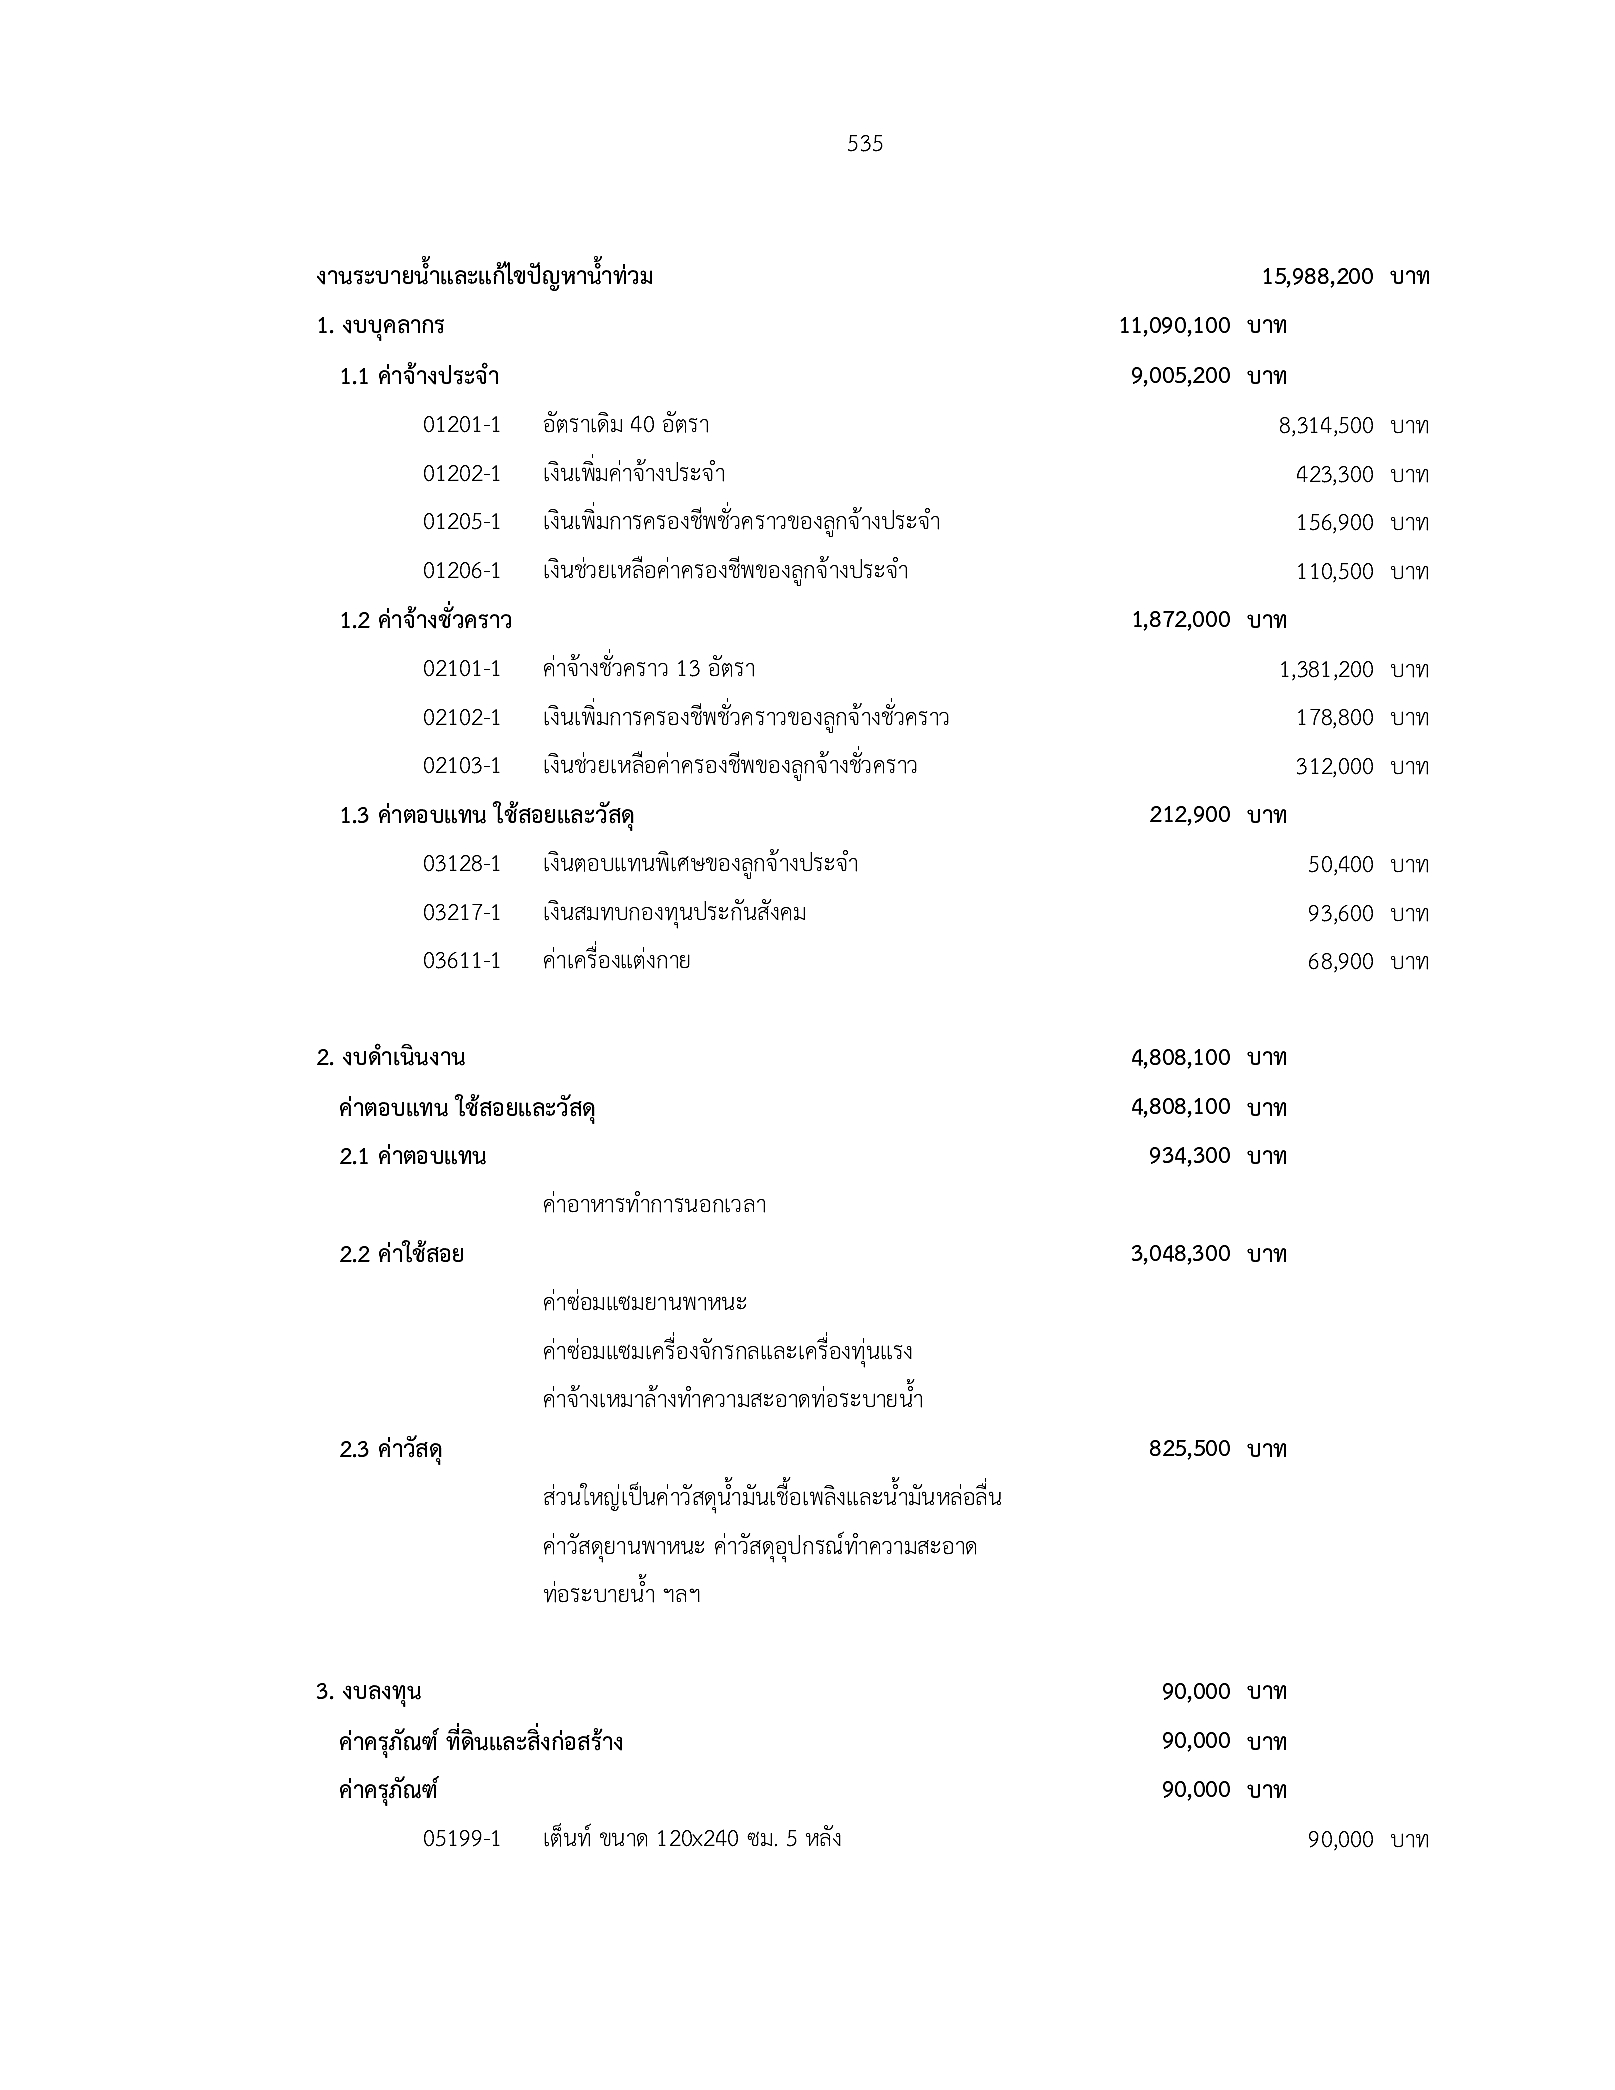 535
งานระบายน้ำและแก้ไขปัญหาน้ำท่วม 15,988,200 บาท
1. งบบุคลากร 11,090,100 บาท
1.1 ค่าจ้างประจำ 9,005,200 บาท
01201-1 อัตราเดิม 40 อัตรา 8,314,500 บาท
01202-1 เงินเพิ่มค่าจ้างประจำ 423,300 บาท
01205-1 เงินเพิ่มการครองชีพชั่วคราวของลูกจ้างประจำ 156,900 บาท
01206-1 เงินช่วยเหลือค่าครองชีพของลูกจ้างประจำ 110,500 บาท
1.2 ค่าจ้างชั่วคราว 1,872,000 บาท
02101-1 ค่าจ้างชั่วคราว 13 อัตรา 1,381,200 บาท
02102-1 เงินเพิ่มการครองชีพชั่วคราวของลูกจ้างชั่วคราว 178,800 บาท
02103-1 เงินช่วยเหลือค่าครองชีพของลูกจ้างชั่วคราว 312,000 บาท
1.3 ค่าตอบแทน ใช้สอยและวัสดุ 212,900 บาท
03128-1 เงินตอบแทนพิเศษของลูกจ้างประจำ 50,400 บาท
03217-1 เงินสมทบกองทุนประกันสังคม 93,600 บาท
03611-1 ค่าเครื่องแต่งกาย 68,900 บาท
2. งบดำเนินงาน 4,808,100 บาท
ค่าตอบแทน ใช้สอยและวัสดุ 4,808,100 บาท
2.1 ค่าตอบแทน 934,300 บาท
ค่าอาหารทำการนอกเวลา
2.2 ค่าใช้สอย 3,048,300 บาท
ค่าซ่อมแซมยานพาหนะ
ค่าซ่อมแซมเครื่องจักรกลและเครื่องทุ่นแรง
ค่าจ้างเหมาล้างทำความสะอาดท่อระบายน้ำ
2.3 ค่าวัสดุ 825,500 บาท
ส่วนใหญ่เป็นค่าวัสดุน้ำมันเชื้อเพลิงและน้ำมันหล่อลื่น
ค่าวัสดุยานพาหนะ ค่าวัสดุอุปกรณ์ทำความสะอาด
ท่อระบายน้ำ ฯลฯ
3. งบลงทุน 90,000 บาท
ค่าครุภัณฑ์ ที่ดินและสิ่งก่อสร้าง 90,000 บาท
ค่าครุภัณฑ์ 90,000 บาท
05199-1 เต็นท์ ขนาด 120x240 ซม. 5 หลัง 90,000 บาท